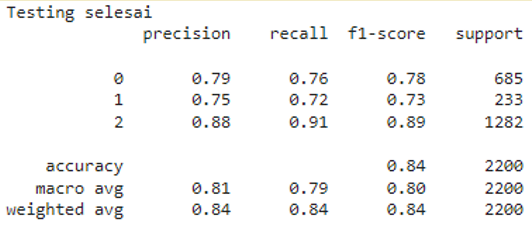 Testing selesai
precision recall f1-score support
0 0.79 0.76 0.78 685
1 0.75 0.72 0.73 233
2 0.88 0.91 0.89 1282
accuracy 0.84 2200
macro avg 0.81 0.79 0.80 2200
weighted avg 0.84 0.84 0.84 2200